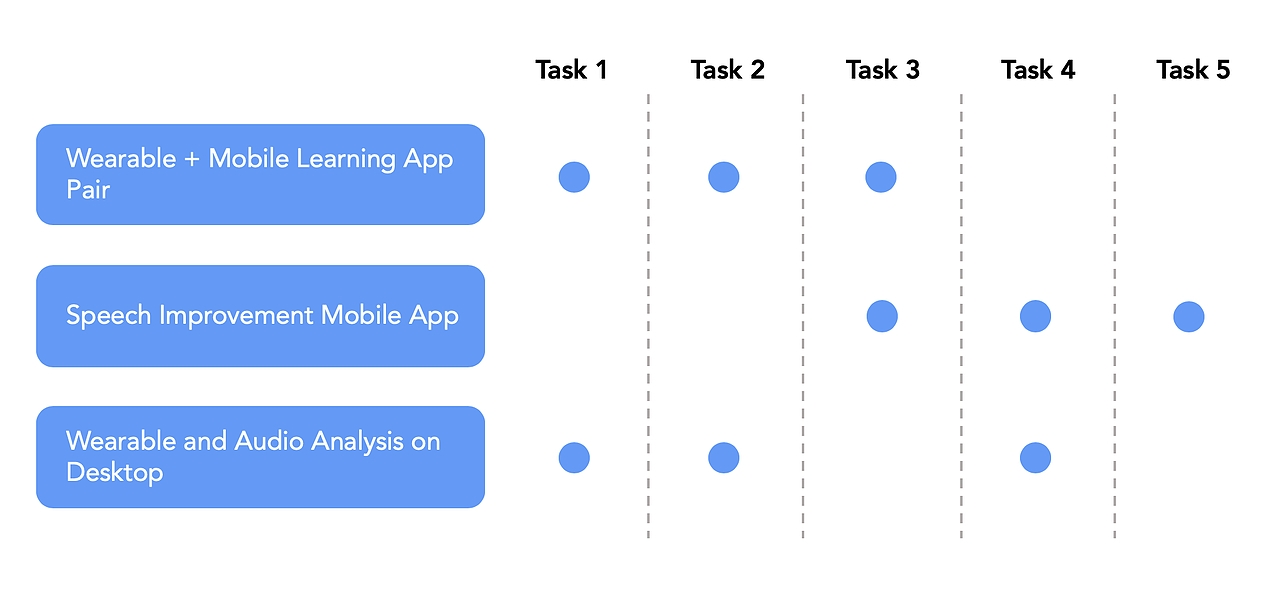 Task 1 Task 2 Task 3 Task 4 Task 5
Wearable + Mobile Learning App
Pair
Speech Improvement Mobile App
Wearable and Audio Analysis on
Desktop